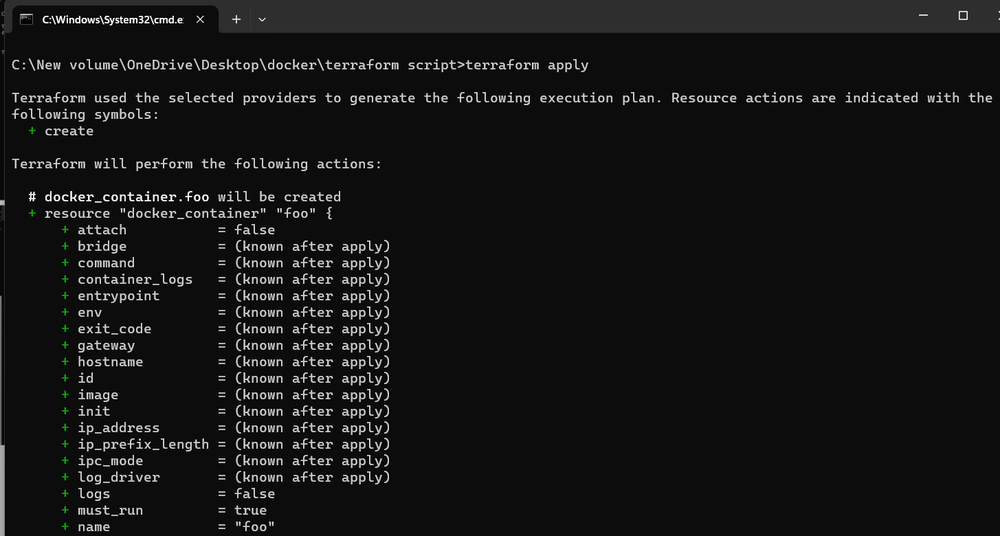 C:\Windows\System32\cmd.e
C:\New volume\OneDrive\Desktop\docker\terraform script>terraform apply
Terraform used the selected providers to generate the following execution plan. Resource actions are indicated with the
following symbols:
  + create
Terraform will perform the following actions:
  # docker_container.foo will be created
  + resource "docker_container" "foo" {
      + attach           = false
      + bridge           = (known after apply)
      + command          = (known after apply)
      + container_logs   = (known after apply)
      + entrypoint       = (known after apply)
      + env              = (known after apply)
      + exit_code        = (known after apply)
      + gateway          = (known after apply)
      + hostname         = (known after apply)
      + id               = (known after apply)
      + image            = (known after apply)
      + init             = (known after apply)
      + ip_address       = (known after apply)
      + ip_prefix_length = (known after apply)
      + ipc_mode         = (known after apply)
      + log_driver       = (known after apply)
      + logs             = false
      + must_run         = true
      + name             = "foo"